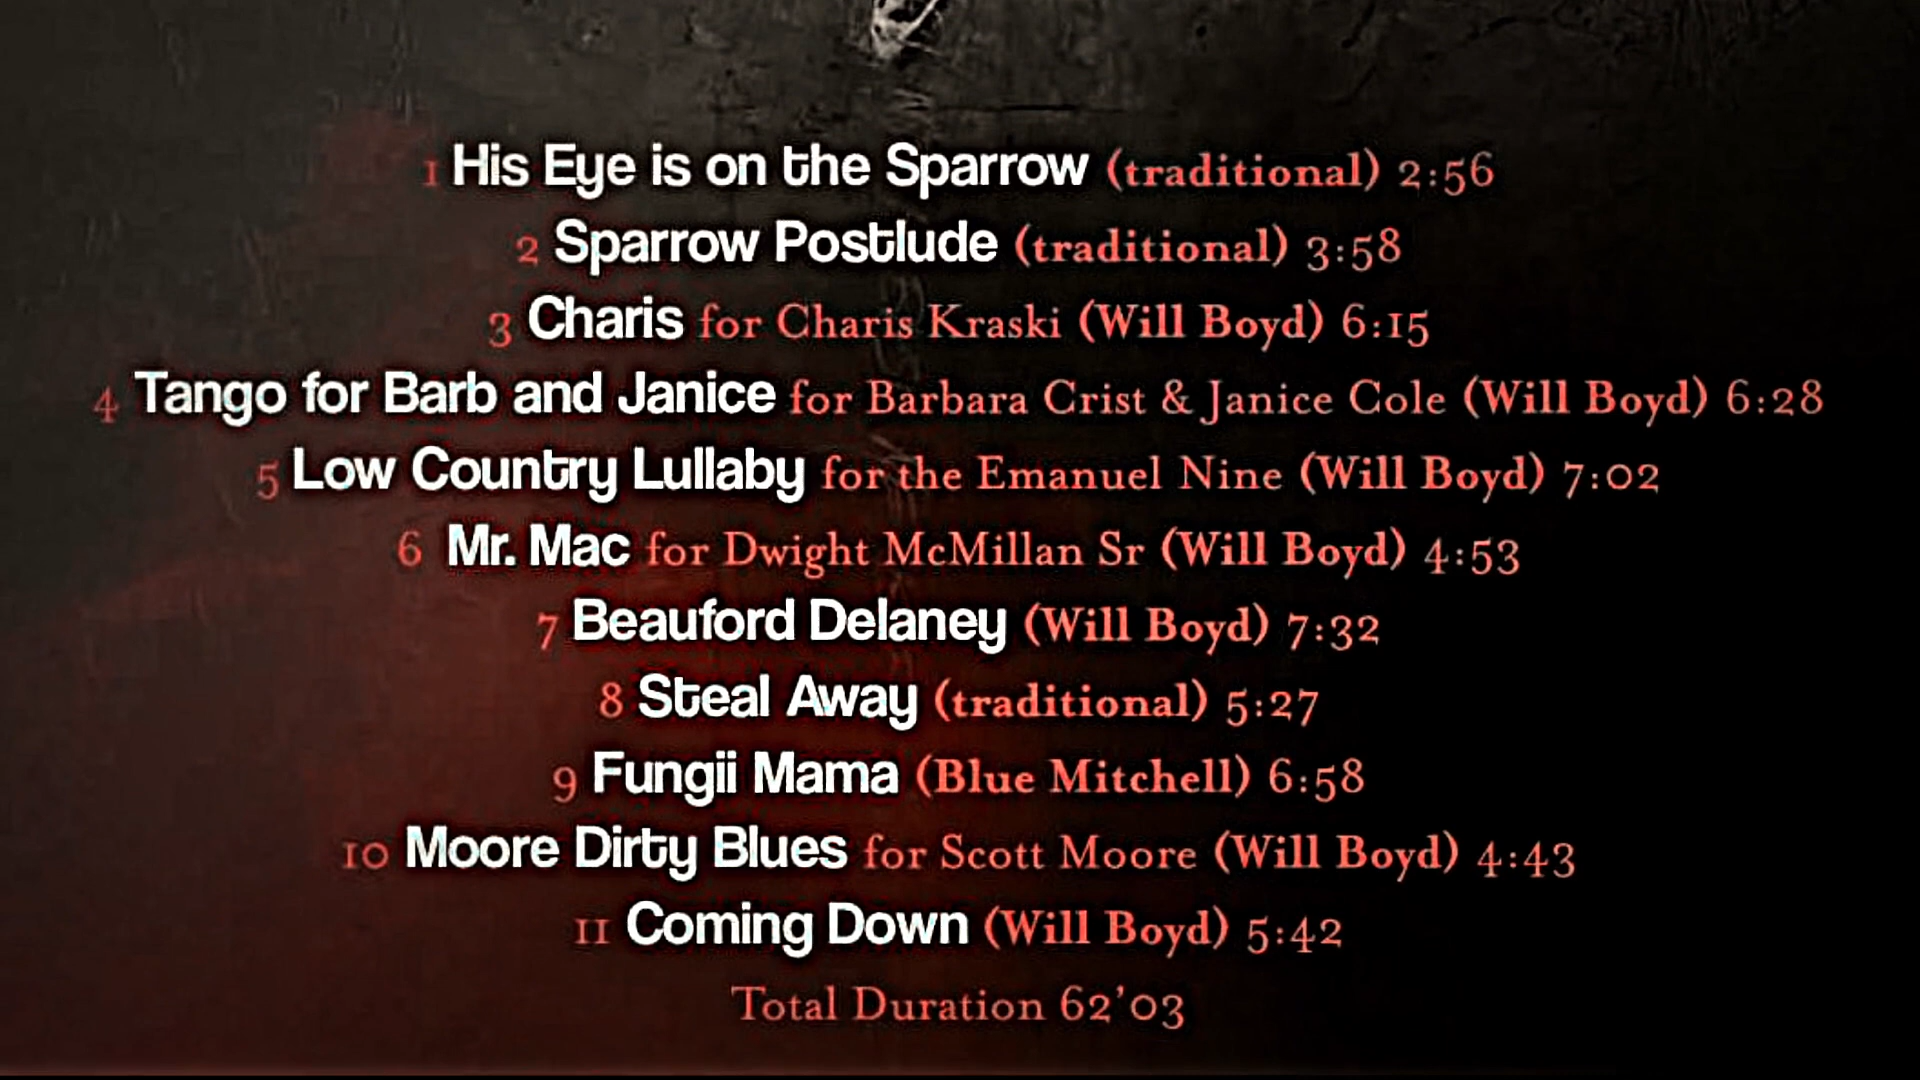 1 His Eye is on the Sparrow (traditional) 2:56
2 Sparrow Postlude (traditional) 3:58
3 Charis for Charis Kraski (Will Boyd) 6:15
4 Tango for Barb and Janice for Barbara Crist & Janice Cole (Will Boyd) 6:28
5 Low Country Lullaby for the Emanuel Nine (Will Boyd) 7:02
6 Mr. Mac for Dwight McMillan Sr (Will Boyd) 4:53
7 Beauford Delaney (Will Boyd) 7:32
8 Steal Away (traditional) 5:27
9 Fungii Mama (Blue Mitchell) 6:58
10 Moore Dirty Blues for Scott Moore (Will Boyd) 4:43
11 Coming Down (Will Boyd) 5:42
Total Duration 62’03